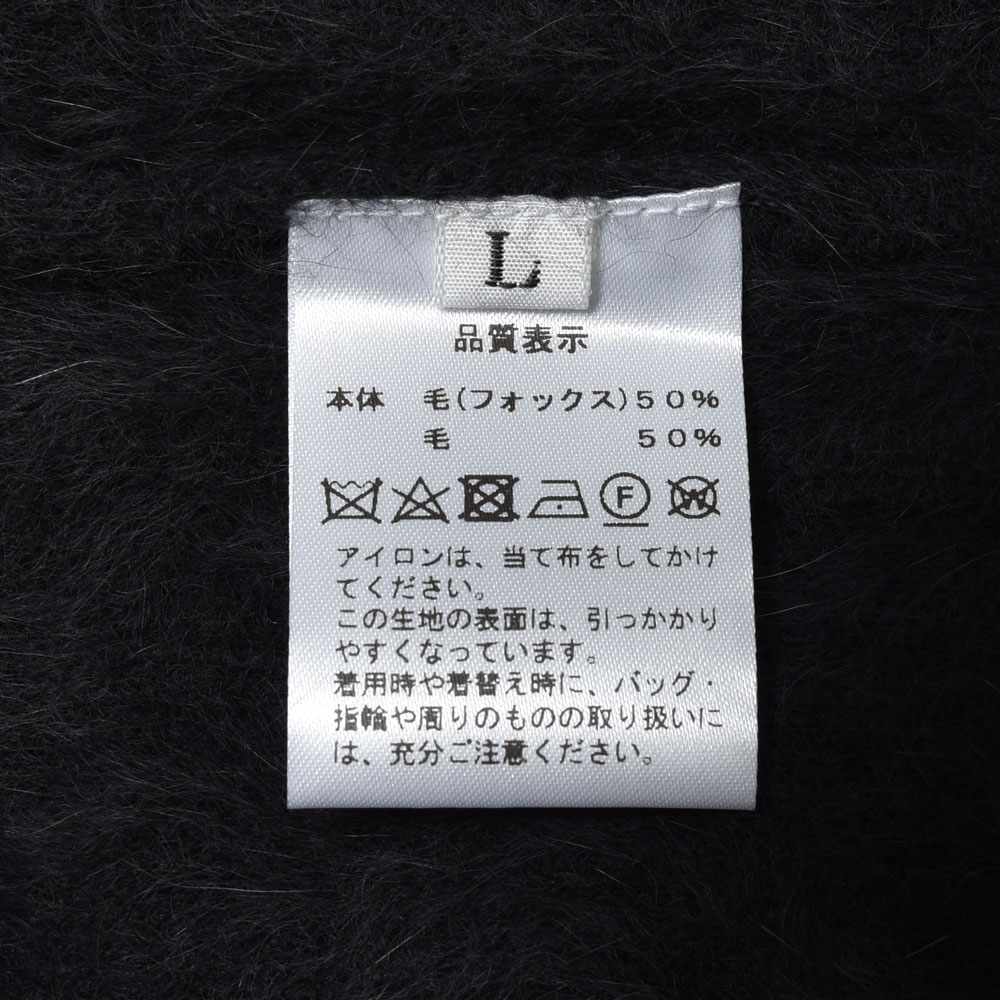 L
品質表示
本体 毛(フォックス)50%
毛 50%
F W
アイロンは、当て布をしてかけ
てください。
この生地の表面は、引っかかり
やすくなっています。
着用時や着替え時に、バッグ・
指輪や周りのものの取り扱いに
は、充分ご注意ください。